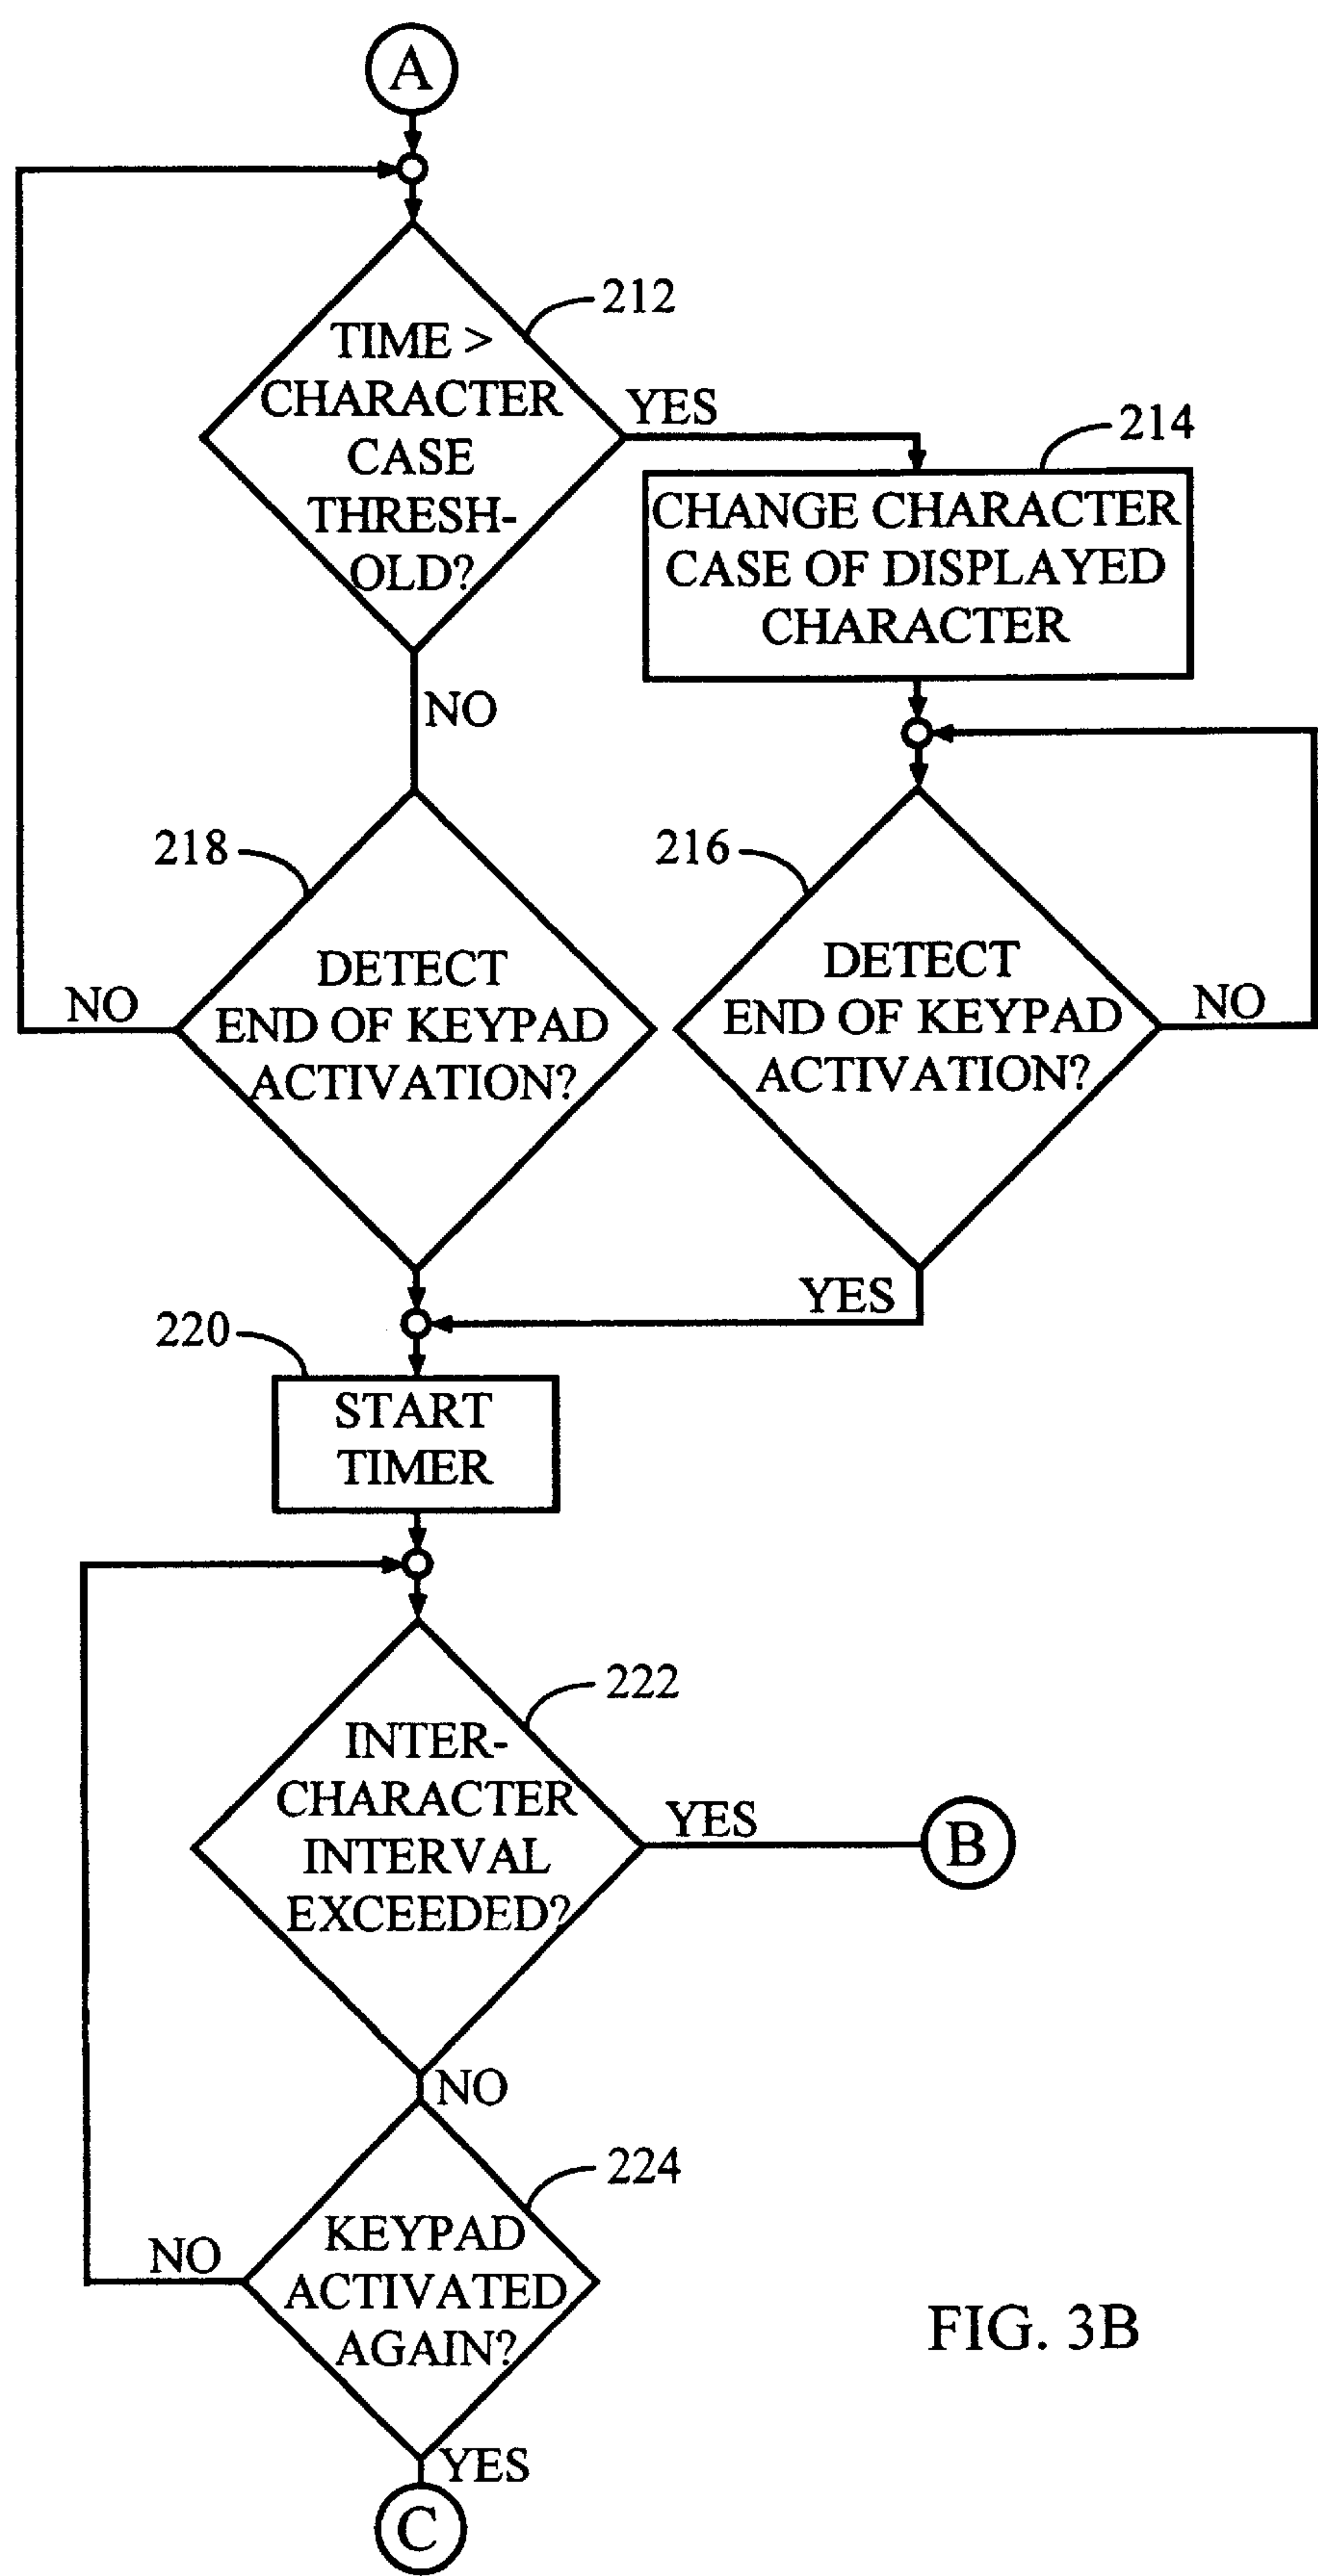 A
212
TIME >
CHARACTER
CASE
THRESH-
OLD?
YES
214
CHANGE CHARACTER
CASE OF DISPLAYED
CHARACTER
NO
218
DETECT
END OF KEYPAD
ACTIVATION?
NO
216
DETECT
END OF KEYPAD
ACTIVATION?
NO
YES
220
START
TIMER
222
INTER-
CHARACTER
INTERVAL
EXCEEDED?
YES
B
NO
224
KEYPAD
ACTIVATED
AGAIN?
NO
YES
C
FIG. 3B